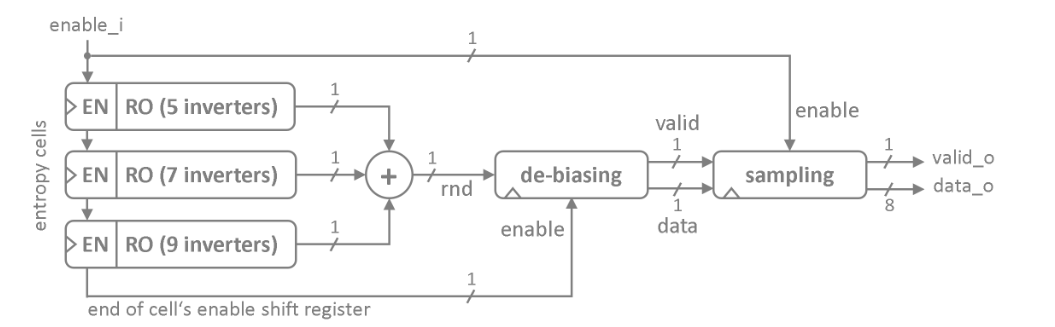 enable_i
1
EN RO (5 inverters)
1
enable
entropy cells
EN RO (7 inverters)
1
+
1
rnd
de-biasing
valid
1
1
data
sampling
1
valid_o
data_o
8
EN RO (9 inverters)
1
enable
1
end of cell‘s enable shift register